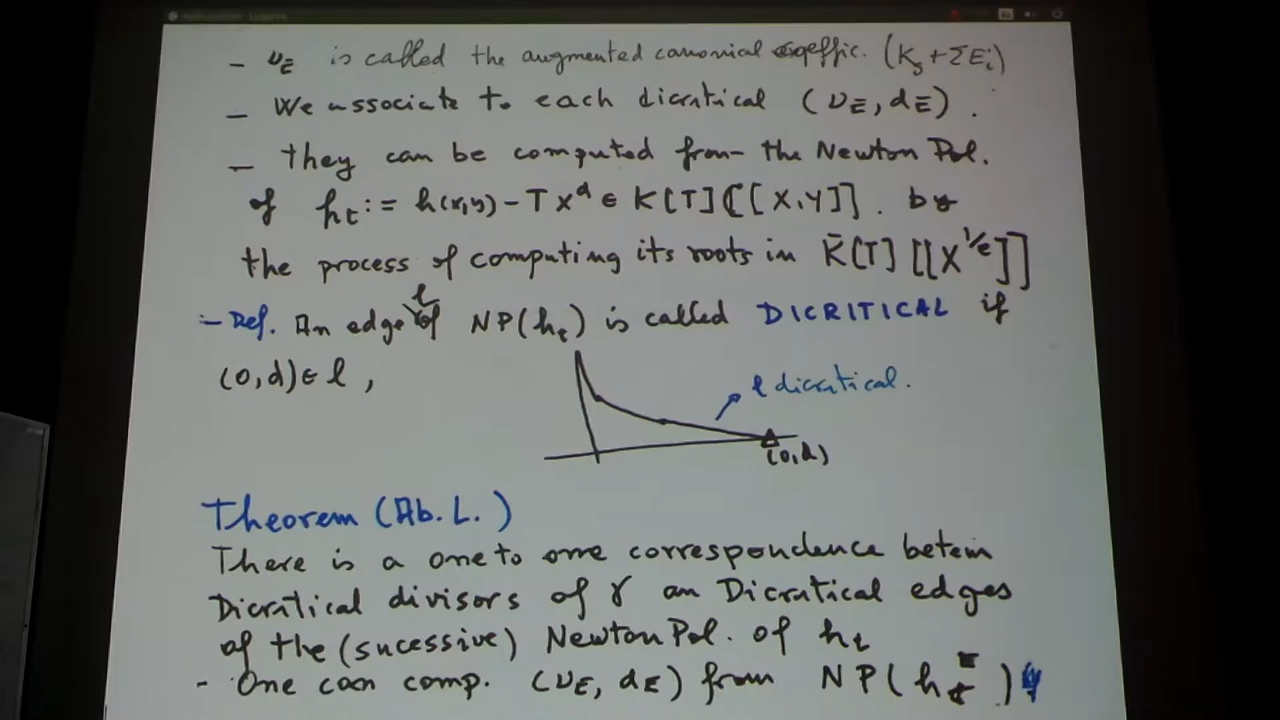 - ν_E is called the augmented canonical coeffic. (K_S + ΣE_i)
- We associate to each dicritical (ν_E, d_E).
- they can be computed from the Newton Pol.
of h_t := h(x,y) - T X^d ∈ K[T]ℂ[[X,Y]]. by
the process of computing its roots in K̄[T][[X^{1/e}]]
- Def. An edge ℓ of NP(h_t) is called DICRITICAL if
(0,d) ∈ ℓ,
ℓ dicritical.
(0,d)
Theorem (Ab. L.)
There is a one to one correspondence betein
Dicritical divisors of γ an Dicritical edges
of the (sucessive) Newton Pol. of h_t
- One can comp. (ν_E, d_E) from NP(h_t^E)